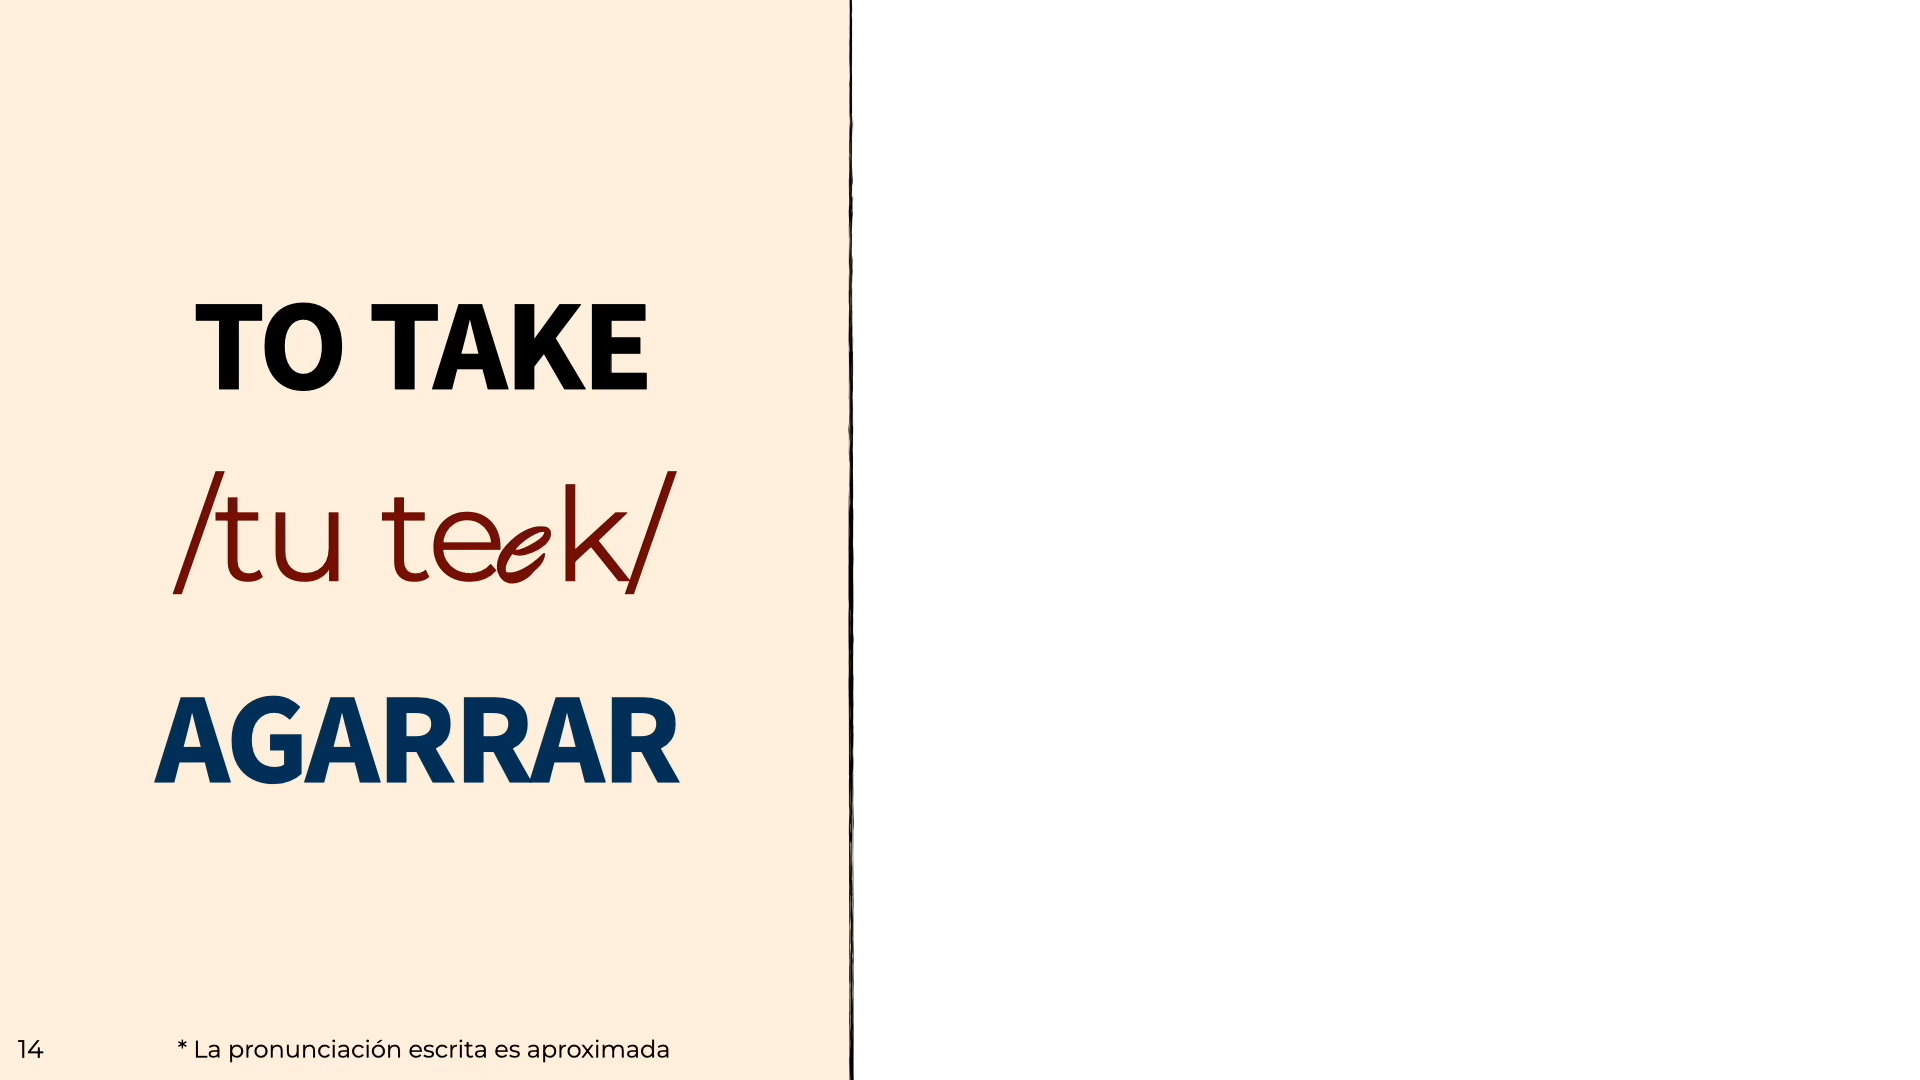 TO TAKE
/tu teek/
AGARRAR
14
* La pronunciación escrita es aproximada